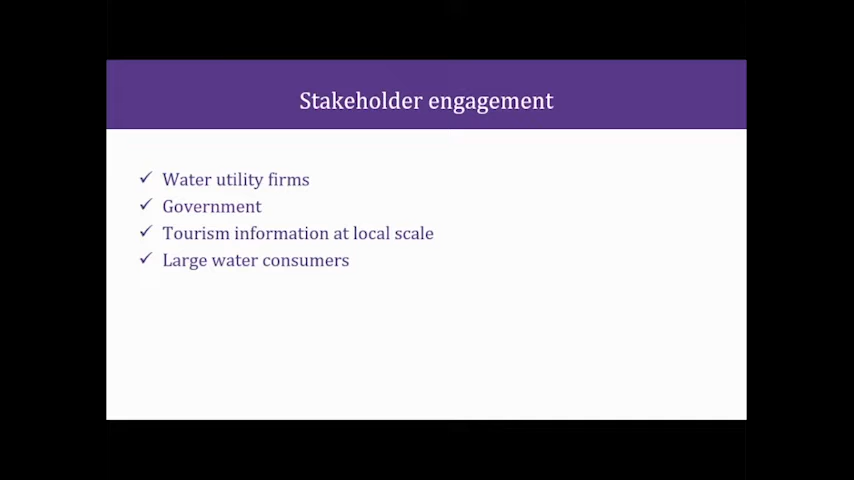 Stakeholder engagement
✓ Water utility firms
✓ Government
✓ Tourism information at local scale
✓ Large water consumers